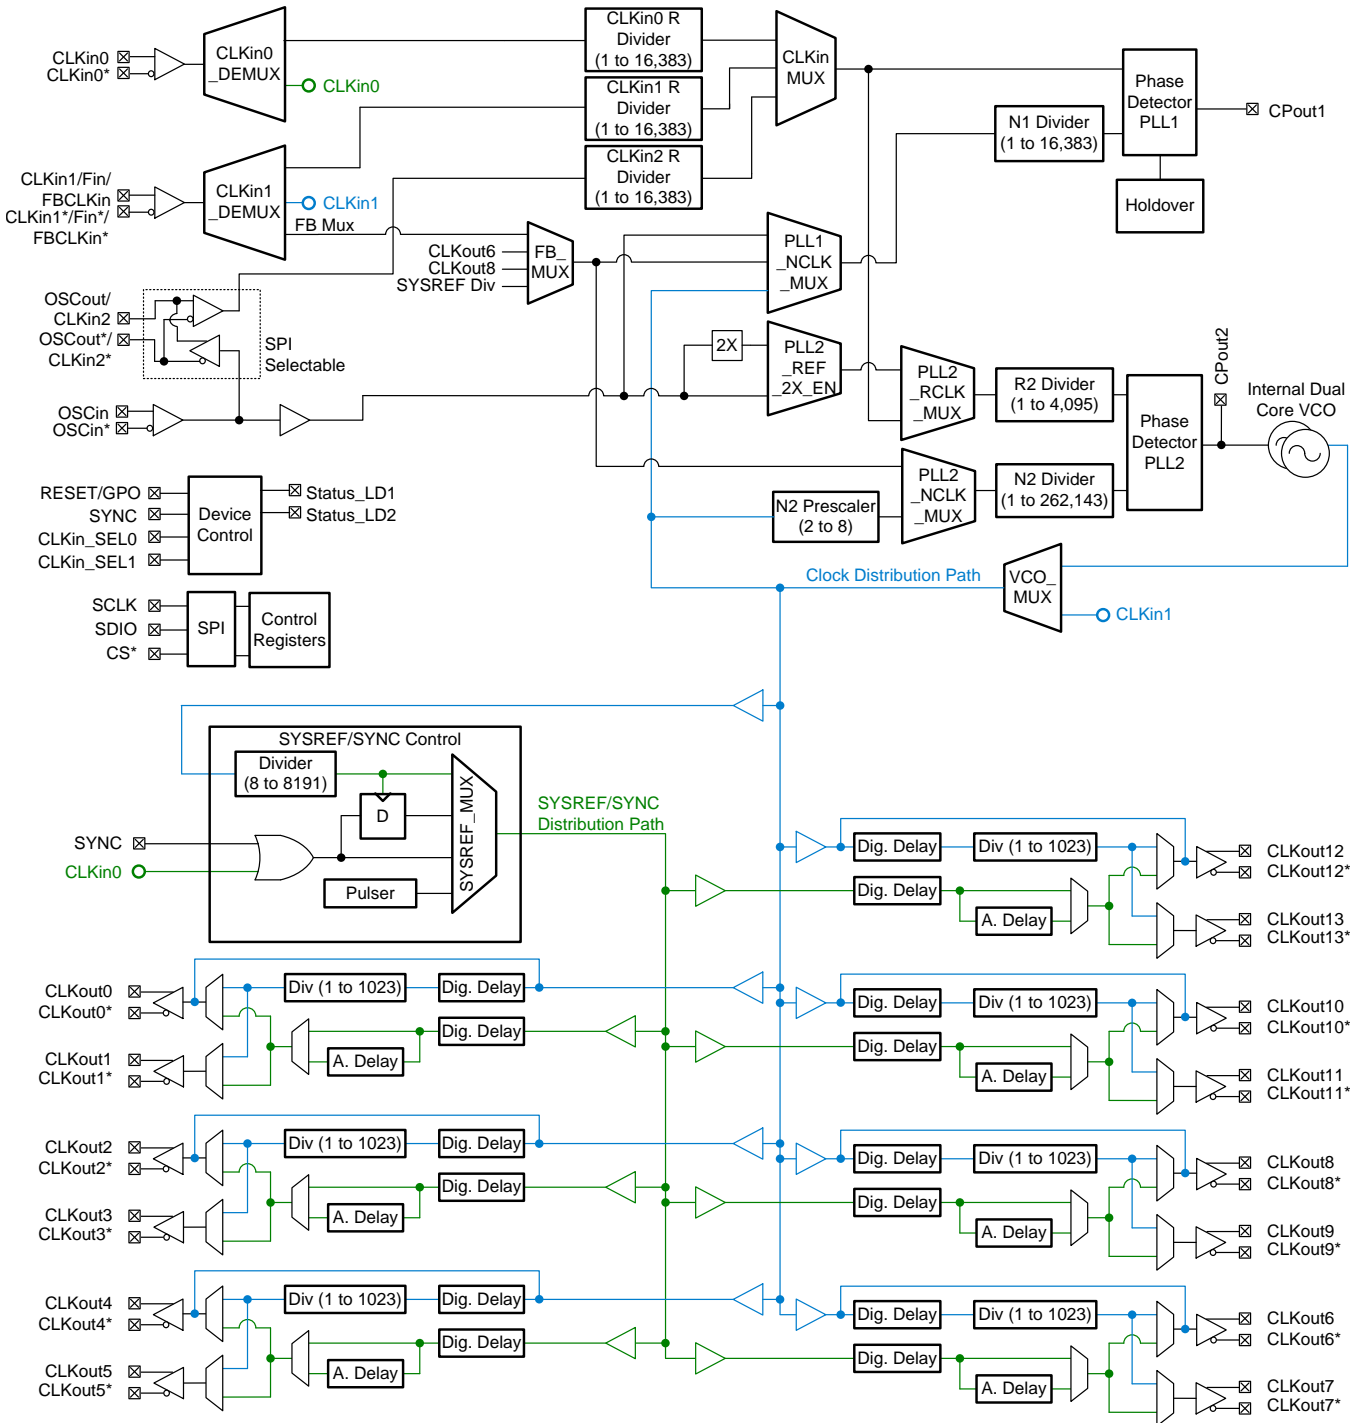 CLKin0
CLKin0*
CLKin0
_DEMUX
CLKin0
CLKin0 R
Divider
(1 to 16,383)
CLKin1 R
Divider
(1 to 16,383)
CLKin2 R
Divider
(1 to 16,383)
CLKin
MUX
N1 Divider
(1 to 16,383)
Phase
Detector
PLL1
CPout1
Holdover
CLKin1/Fin/
FBCLKin
CLKin1*/Fin*/
FBCLKin*
CLKin1
_DEMUX
CLKin1
FB Mux
CLKout6
CLKout8
SYSREF Div
FB_
MUX
PLL1
_NCLK
_MUX
OSCout/
CLKin2
OSCout*/
CLKin2*
SPI
Selectable
OSCin
OSCin*
2X
PLL2
_REF
_2X_EN
PLL2
_RCLK
_MUX
R2 Divider
(1 to 4,095)
Phase
Detector
PLL2
CPout2
Internal Dual
Core VCO
N2 Prescaler
(2 to 8)
PLL2
_NCLK
_MUX
N2 Divider
(1 to 262,143)
RESET/GPO
SYNC
CLKin_SEL0
CLKin_SEL1
Device
Control
Status_LD1
Status_LD2
Clock Distribution Path
VCO_
MUX
CLKin1
SCLK
SDIO
CS*
SPI
Control
Registers
SYSREF/SYNC Control
Divider
(8 to 8191)
D
SYSREF_MUX
Pulser
SYNC
CLKin0
SYSREF/SYNC
Distribution Path
Dig. Delay
Div (1 to 1023)
Dig. Delay
A. Delay
CLKout12
CLKout12*
CLKout13
CLKout13*
CLKout0
CLKout0*
CLKout1
CLKout1*
Div (1 to 1023)
Dig. Delay
Dig. Delay
A. Delay
Dig. Delay
Div (1 to 1023)
Dig. Delay
A. Delay
CLKout10
CLKout10*
CLKout11
CLKout11*
CLKout2
CLKout2*
CLKout3
CLKout3*
Div (1 to 1023)
Dig. Delay
Dig. Delay
A. Delay
Dig. Delay
Div (1 to 1023)
Dig. Delay
A. Delay
CLKout8
CLKout8*
CLKout9
CLKout9*
CLKout4
CLKout4*
CLKout5
CLKout5*
Div (1 to 1023)
Dig. Delay
Dig. Delay
A. Delay
Dig. Delay
Div (1 to 1023)
Dig. Delay
A. Delay
CLKout6
CLKout6*
CLKout7
CLKout7*